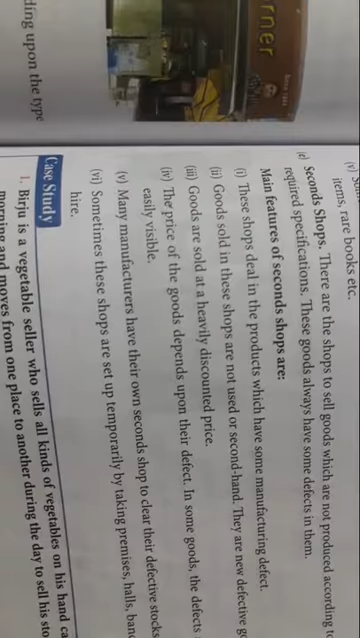 rner
Since 1944
ding upon the type
(v)
items, rare books etc.
(e) Seconds Shops. There are the shops to sell goods which are not produced according to
required specifications. These goods always have some defects in them.
Main features of seconds shops are:
(i) These shops deal in the products which have some manufacturing defect.
(ii) Goods sold in these shops are not used or second-hand. They are new defective
(iii) Goods are sold at a heavily discounted price.
(iv) The price of the goods depends upon their defect. In some goods, the defects
easily visible.
(v) Many manufacturers have their own seconds shop to clear their defective stocks
(vi) Sometimes these shops are set up temporarily by taking premises, halls,
hire.
Case Study
1. Birju is a vegetable seller who sells all kinds of vegetables on his hand
morning and moves from one place to another during the day to sell his